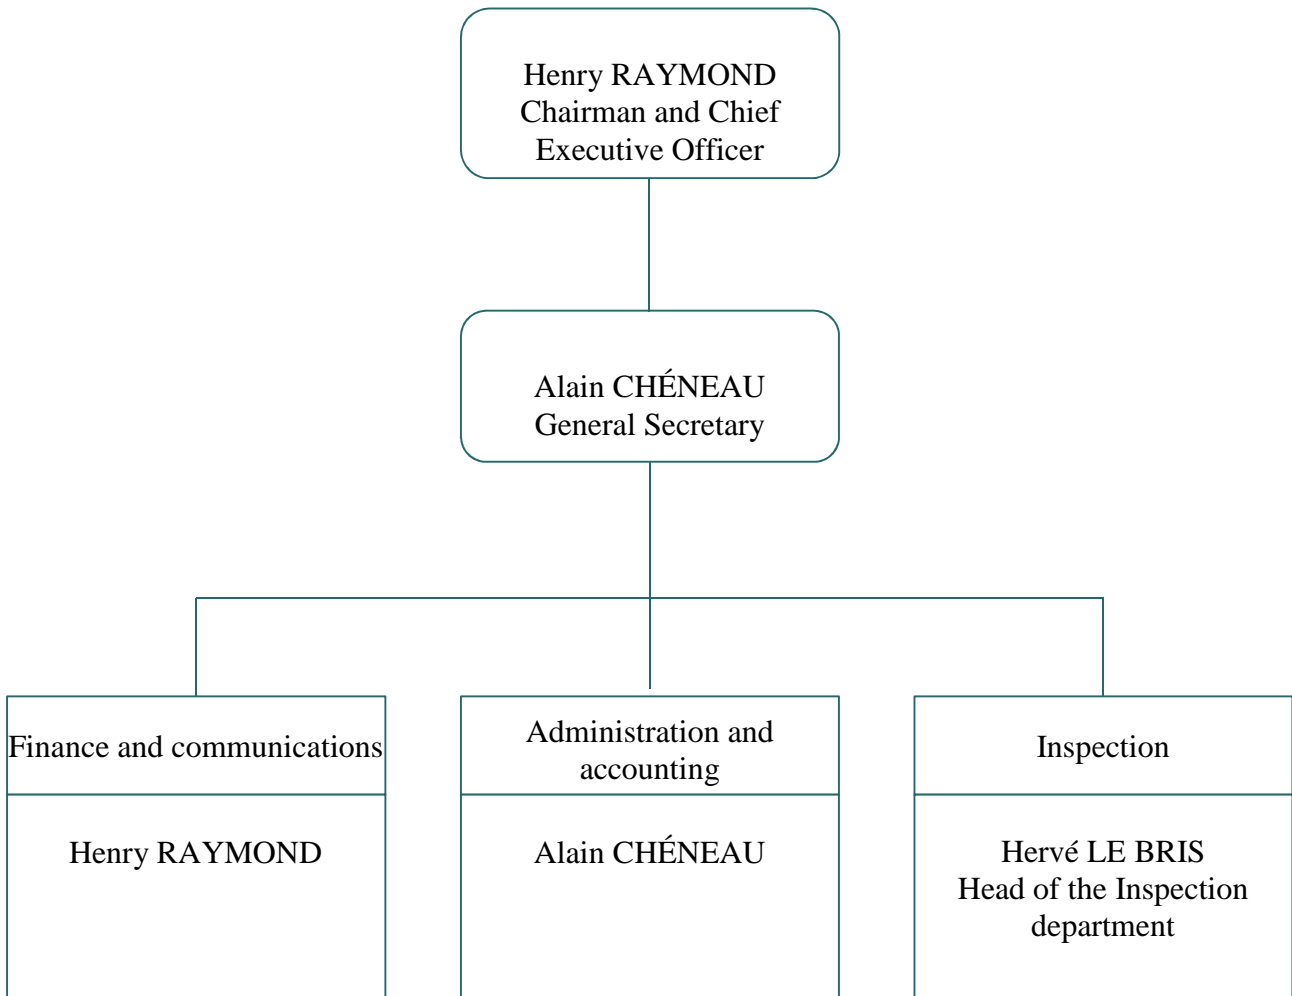 Henry RAYMOND
Chairman and Chief
Executive Officer
Alain CHÉNEAU
General Secretary
Finance and communications
Administration and
accounting
Inspection
Henry RAYMOND
Alain CHÉNEAU
Hervé LE BRIS
Head of the Inspection
department